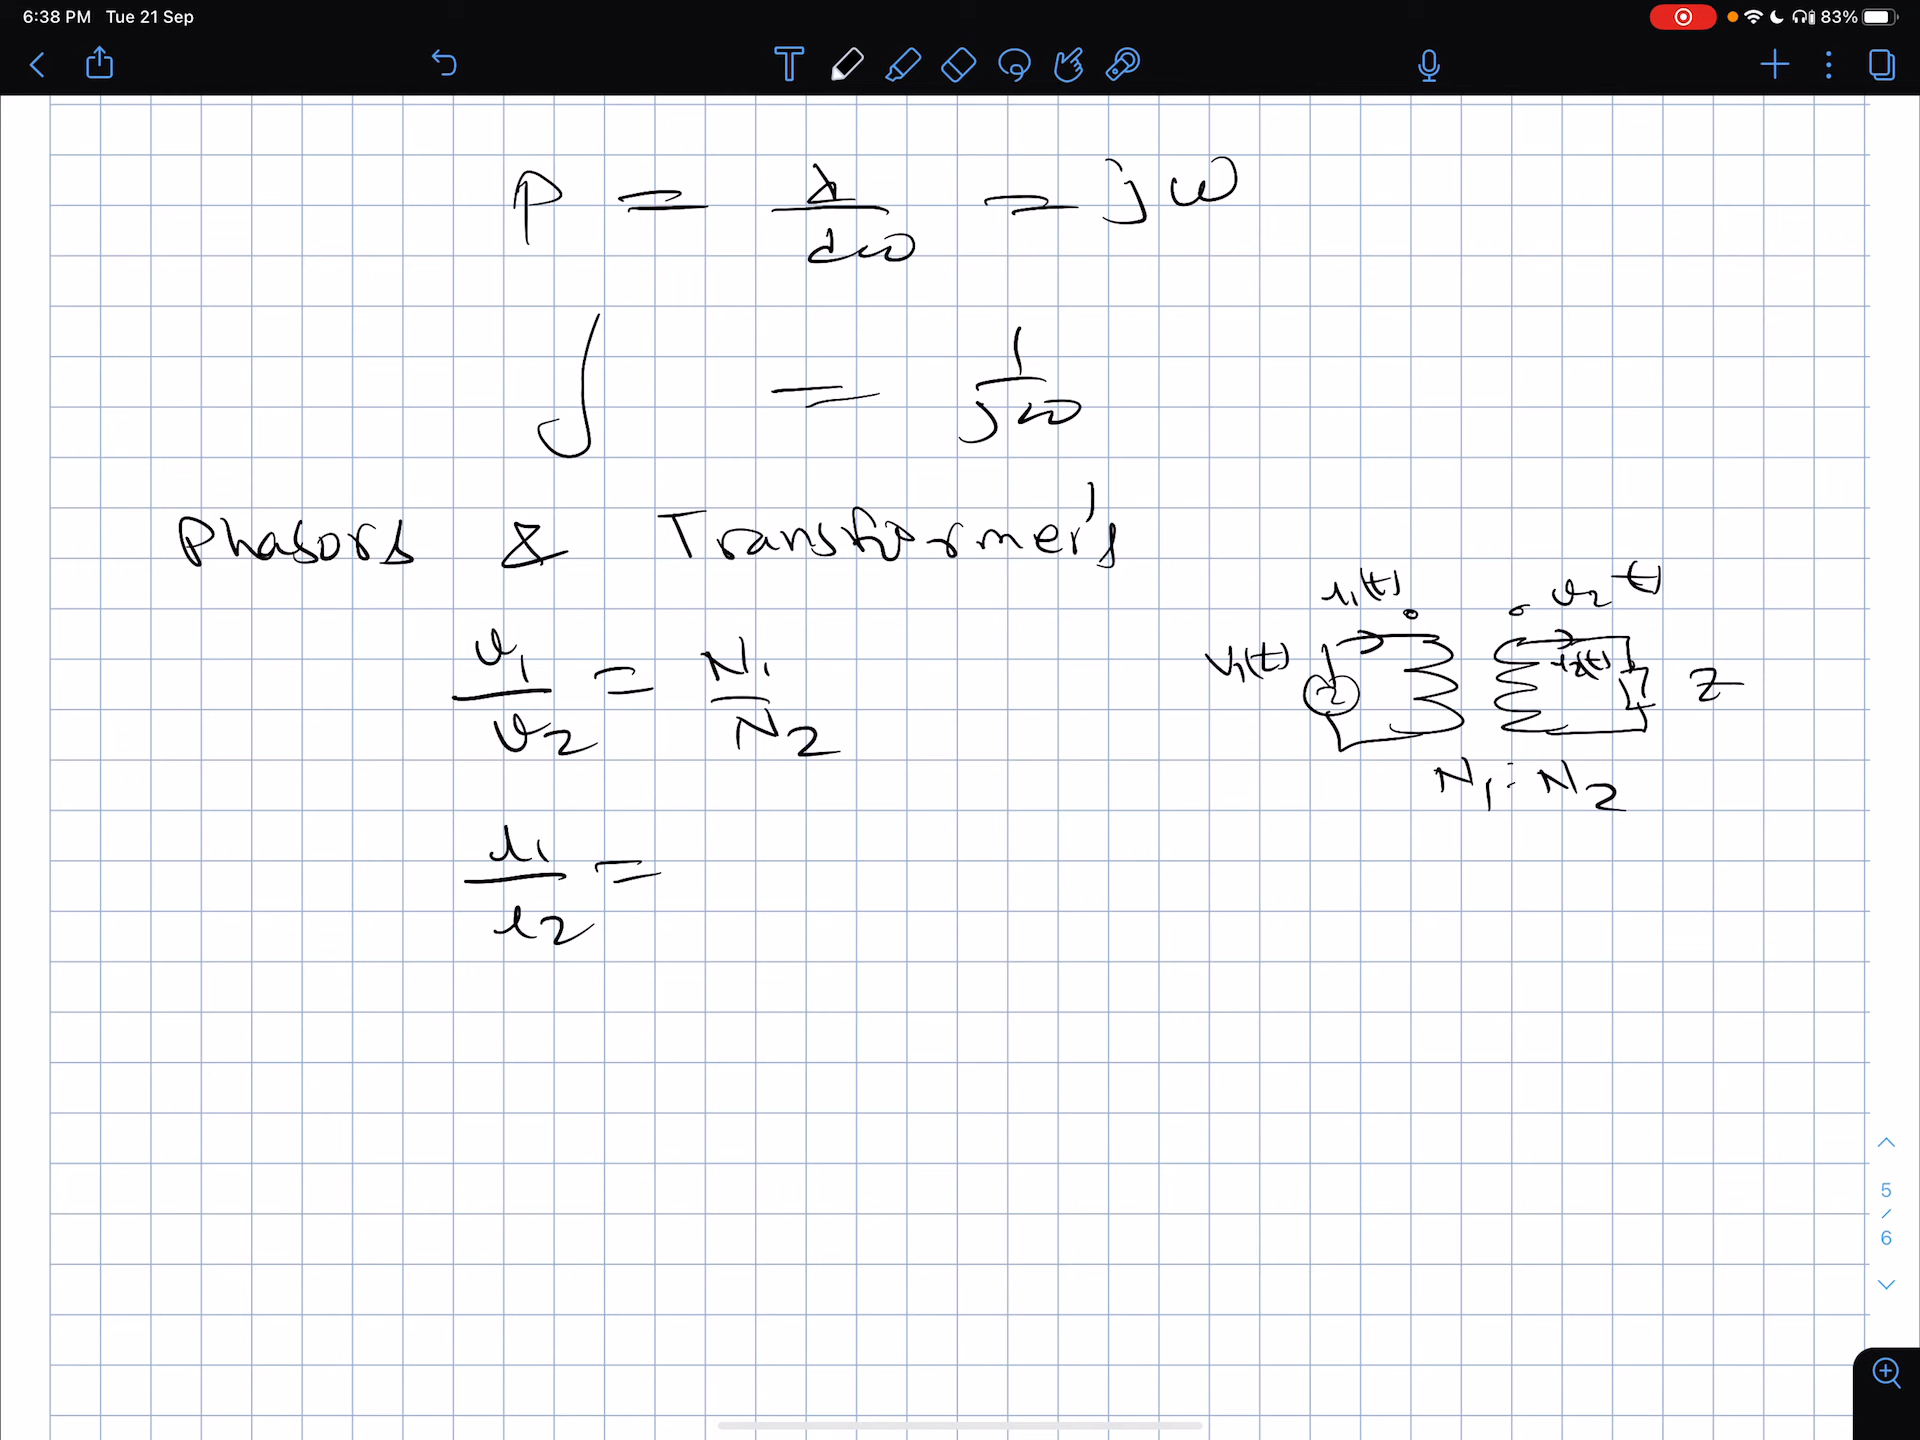 6:38 PM Tue 21 Sep
83%
P = d/dω = jω
∫ = 1/jω
Phasors & Transformer's
i₁(t) v₂(t)
v₁/v₂ = N₁/N₂
V₁(t) i₂(t) Z
N₁ : N₂
i₁/i₂ =
5
/
6